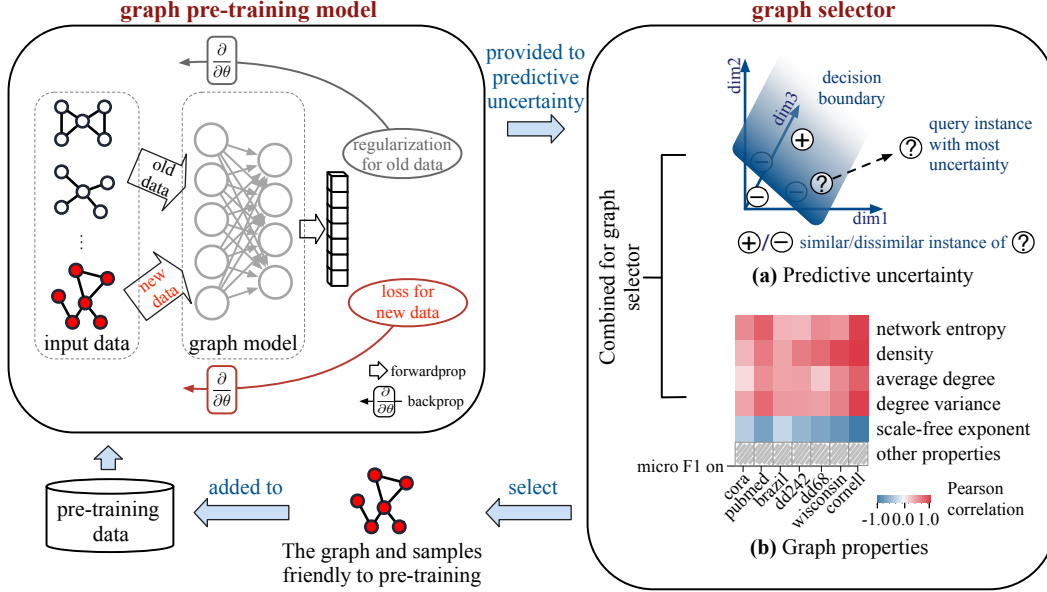 graph pre-training model
∂
∂θ
regularization
for old data
old
data
...
new
data
input data
graph model
loss for
new data
∂
∂θ
forwardprop
∂
∂θ
backprop
provided to
predictive
uncertainty
graph selector
Combined for graph
selector
dim2
dim3
dim1
decision
boundary
+
−
−
−
?
?
query instance
with most
uncertainty
+/− similar/dissimilar instance of ?
(a) Predictive uncertainty
network entropy
density
average degree
degree variance
scale-free exponent
other properties
micro F1 on
cora
pubmed
brazil
dd242
dd68
wisconsin
cornell
-1.0 0.0 1.0
Pearson
correlation
(b) Graph properties
select
The graph and samples
friendly to pre-training
added to
pre-training
data